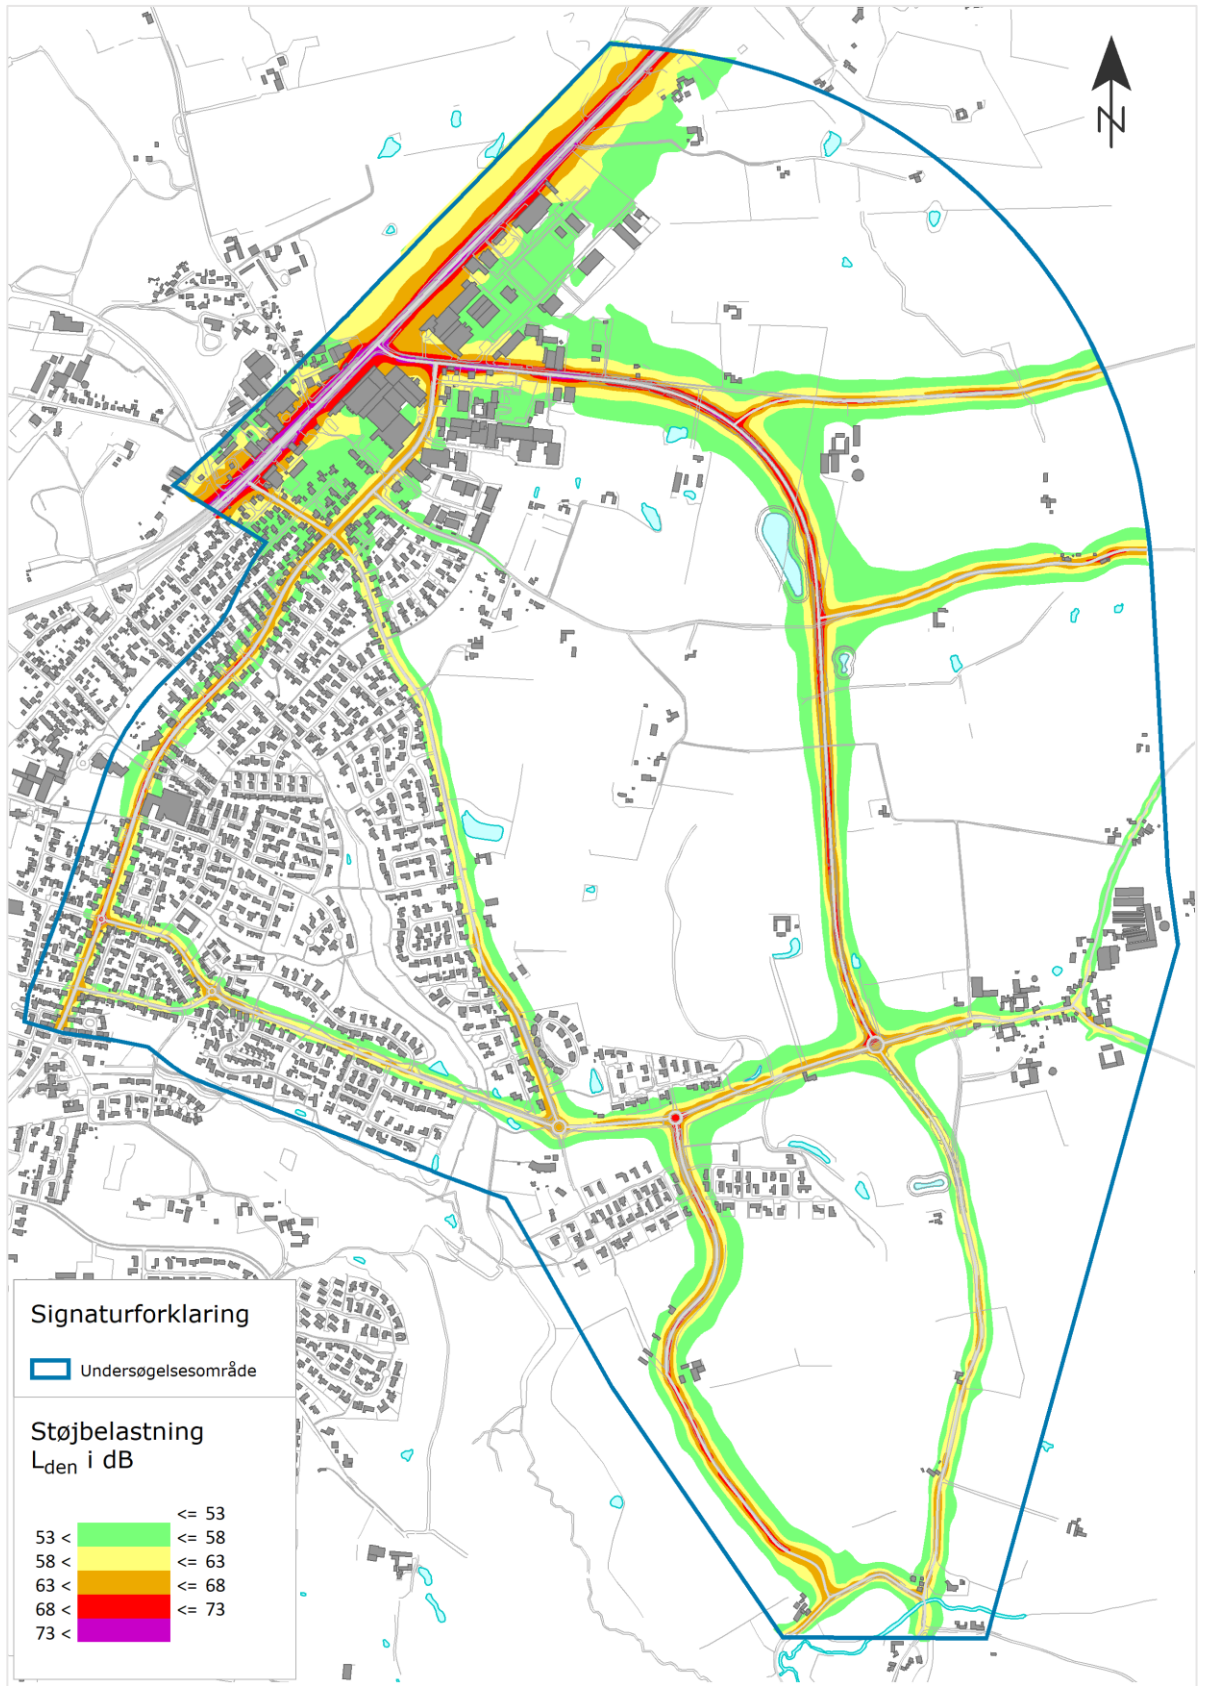 N
Signaturforklaring
Undersøgelsesområde
Støjbelastning
Lden i dB
<= 53
53 < <= 58
58 < <= 63
63 < <= 68
68 < <= 73
73 <